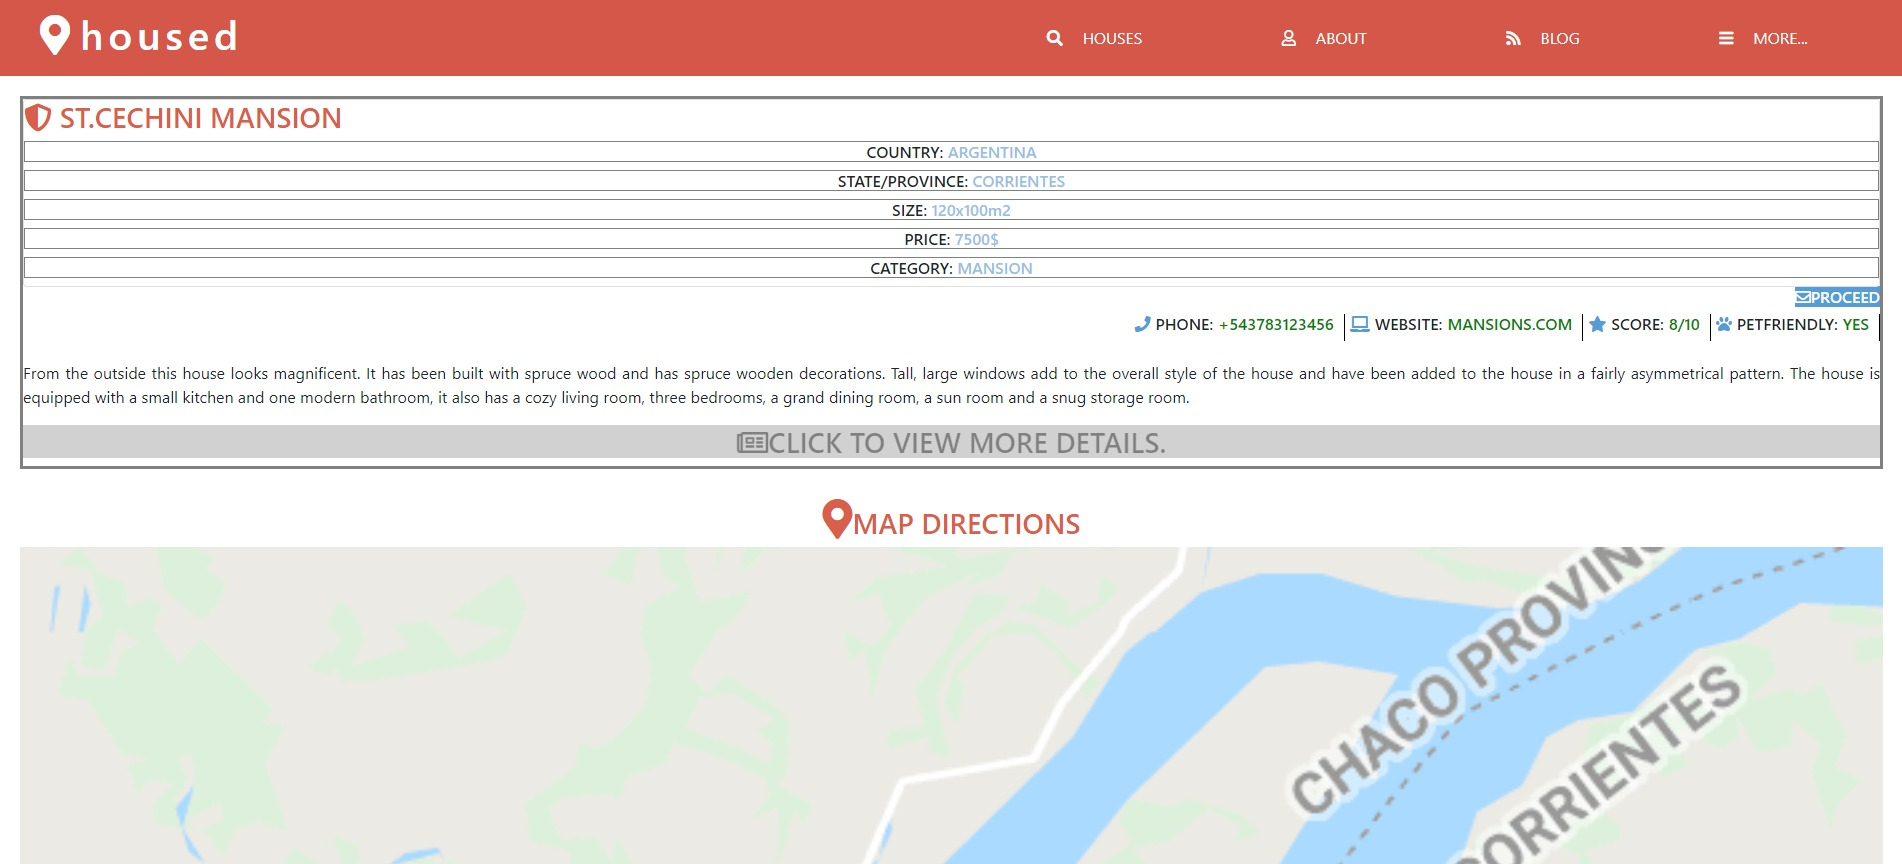 housed
HOUSES ABOUT BLOG MORE...
ST.CECHINI MANSION
COUNTRY: ARGENTINA
STATE/PROVINCE: CORRIENTES
SIZE: 120x100m2
PRICE: 7500$
CATEGORY: MANSION
PROCEED
PHONE: +543783123456 WEBSITE: MANSIONS.COM SCORE: 8/10 PETFRIENDLY: YES
From the outside this house looks magnificent. It has been built with spruce wood and has spruce wooden decorations. Tall, large windows add to the overall style of the house and have been added to the house in a fairly asymmetrical pattern. The house is
equipped with a small kitchen and one modern bathroom, it also has a cozy living room, three bedrooms, a grand dining room, a sun room and a snug storage room.
CLICK TO VIEW MORE DETAILS.
MAP DIRECTIONS
CHACO PROVIN
CORRIENTES